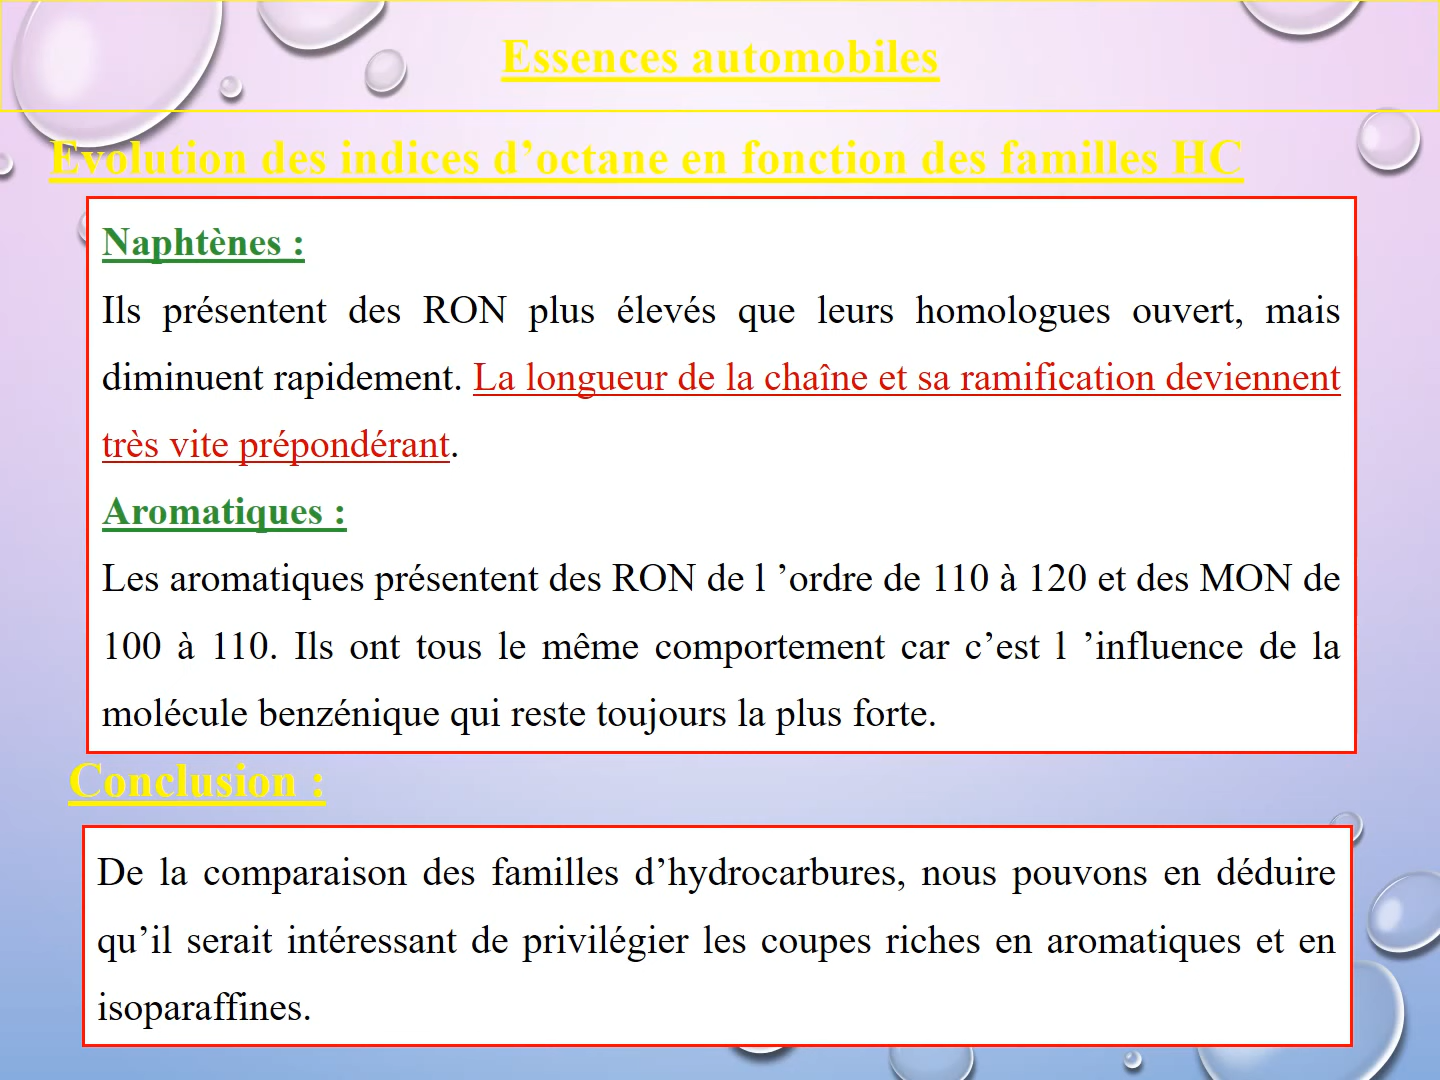 Essences automobiles
Evolution des indices d’octane en fonction des familles HC
Naphtènes :
Ils présentent des RON plus élevés que leurs homologues ouvert, mais
diminuent rapidement. La longueur de la chaîne et sa ramification deviennent
très vite prépondérant.
Aromatiques :
Les aromatiques présentent des RON de l ’ordre de 110 à 120 et des MON de
100 à 110. Ils ont tous le même comportement car c’est l ’influence de la
molécule benzénique qui reste toujours la plus forte.
Conclusion :
De la comparaison des familles d’hydrocarbures, nous pouvons en déduire
qu’il serait intéressant de privilégier les coupes riches en aromatiques et en
isoparaffines.